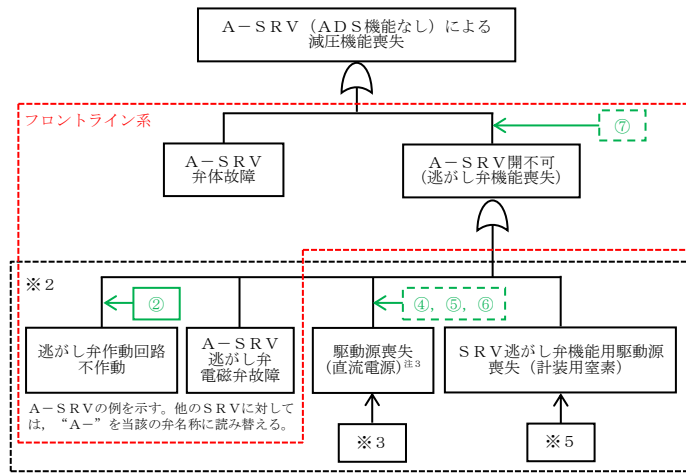 A-SRV（ADS機能なし）による
減圧機能喪失
フロントライン系
⑦
A-SRV
弁体故障
A-SRV開不可
（逃がし弁機能喪失）
※2
②
④，⑤，⑥
逃がし弁作動回路
不作動
A-SRV
逃がし弁
電磁弁故障
駆動源喪失
（直流電源）注3
SRV逃がし弁機能用駆動源
喪失（計装用窒素）
A-SRVの例を示す。他のSRVに対して
は，“A-”を当該の弁名称に読み替える。
※3
※5